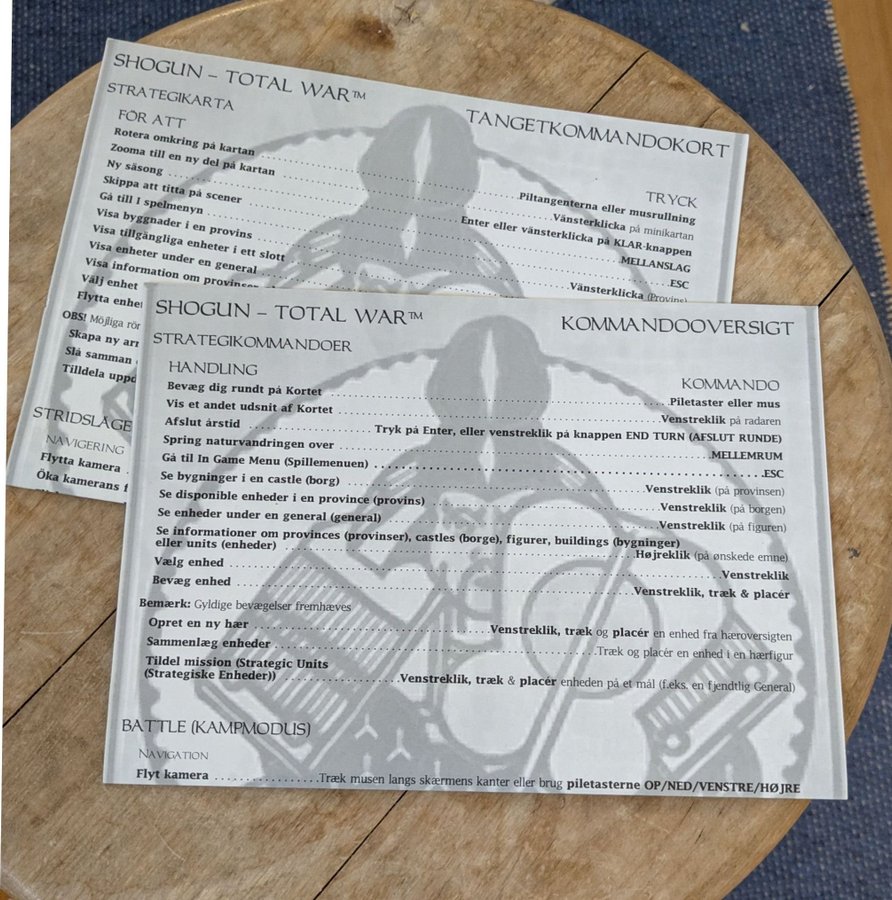 SHOGUN – TOTAL WAR™
TANGETKOMMANDOKORT
STRATEGIKARTA
FÖR ATT
TRYCK
Rotera omkring på kartan ........ Piltangenterna eller musrullning
Zooma till en ny del på kartan ........ Vänsterklicka på minikartan
Ny säsong ........ Enter eller vänsterklicka på KLAR-knappen
Skippa att titta på scener ........ MELLANSLAG
Gå till I spelmenyn ........ ESC
Visa byggnader i en provins ........ Vänsterklicka (Provins)
Visa tillgängliga enheter i ett slott
Visa enheter under en general
Visa information om provinser
Välj enhet
Flytta enhet
OBS! Möjliga
Skapa ny
Slå samman
Tilldela
STRIDSLÄGE
NAVIGERING
Flytta kamera
Öka kamerans
SHOGUN – TOTAL WAR™
KOMMANDOOVERSIGT
STRATEGIKOMMANDOER
HANDLING
KOMMANDO
Bevæg dig rundt på Kortet ........ Piletaster eller mus
Vis et andet udsnit af Kortet ........ Venstreklik på radaren
Afslut årstid ........ Tryk på Enter, eller venstreklik på knappen END TURN (AFSLUT RUNDE)
Spring naturvandringen over ........ MELLEMRUM
Gå til In Game Menu (Spillemenuen) ........ ESC
Se bygninger i en castle (borg) ........ Venstreklik (på provinsen)
Se disponible enheder i en province (provins) ........ Venstreklik (på borgen)
Se enheder under en general (general) ........ Venstreklik (på figuren)
Se informationer om provinces (provinser), castles (borge), figurer, buildings (bygninger)
eller units (enheder) ........ Højreklik (på ønskede emne)
Vælg enhed ........ Venstreklik
Bevæg enhed ........ Venstreklik, træk & placér
Bemærk: Gyldige bevægelser fremhæves
Opret en ny hær ........ Venstreklik, træk og placér en enhed fra hæroversigten
Sammenlæg enheder ........ Træk og placér en enhed i en hærfigur
Tildel mission (Strategic Units
(Strategiske Enheder)) ........ Venstreklik, træk & placér enheden på et mål (f.eks. en fjendtlig General)
BATTLE (KAMPMODUS)
NAVIGATION
Flyt kamera ........ Træk musen langs skærmens kanter eller brug piletasterne OP/NED/VENSTRE/HØJRE